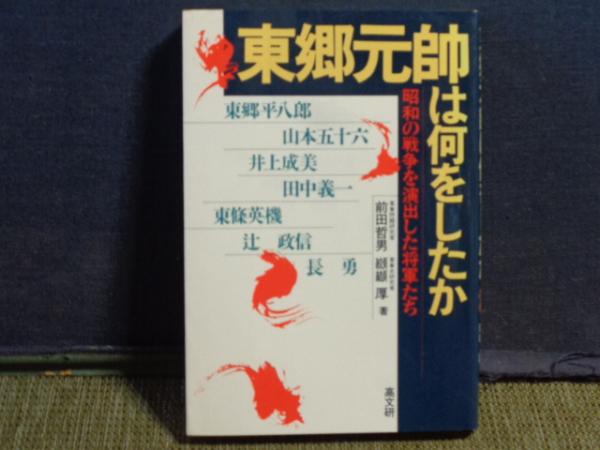 東郷元帥は何をしたか
昭和の戦争を演出した将軍たち
東郷平八郎
山本五十六
井上成美
田中義一
東條英機
辻 政信
長 勇
前田哲男
纐纈 厚 著
高文研